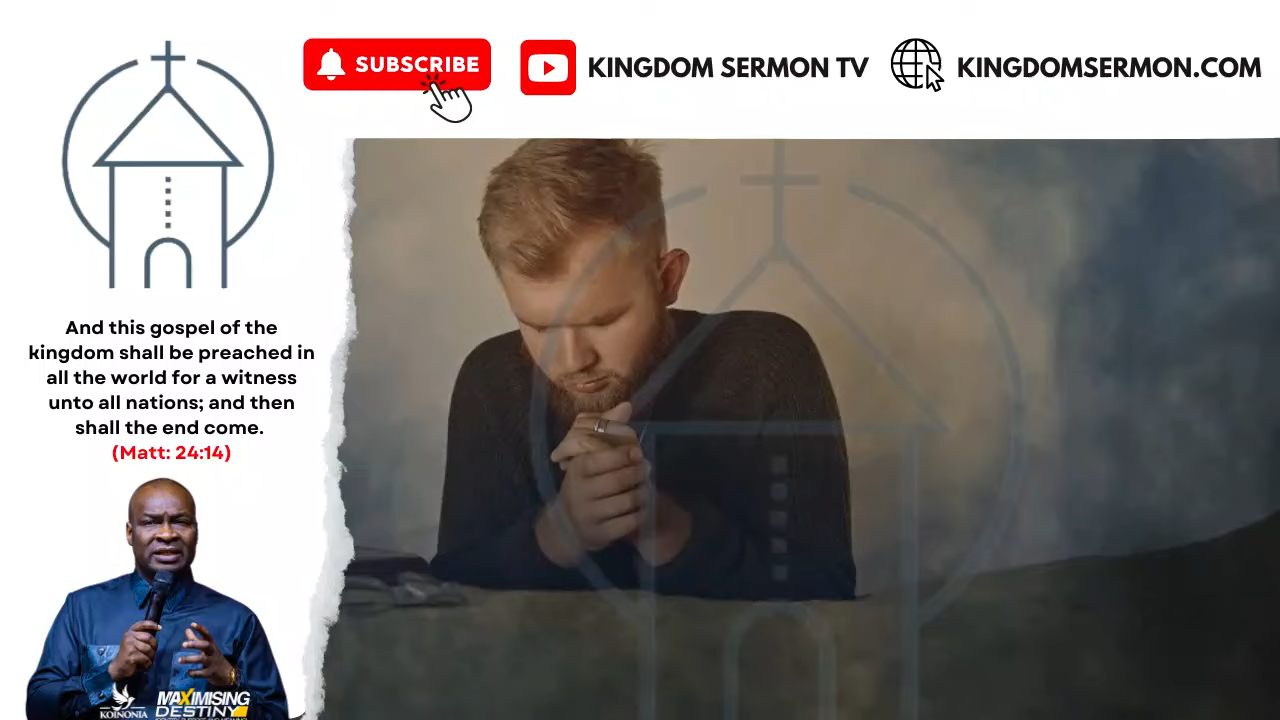 SUBSCRIBE
KINGDOM SERMON TV
KINGDOMSERMON.COM
And this gospel of the
kingdom shall be preached in
all the world for a witness
unto all nations; and then
shall the end come.
(Matt: 24:14)
KOINONIA
MAXIMISING
DESTINY